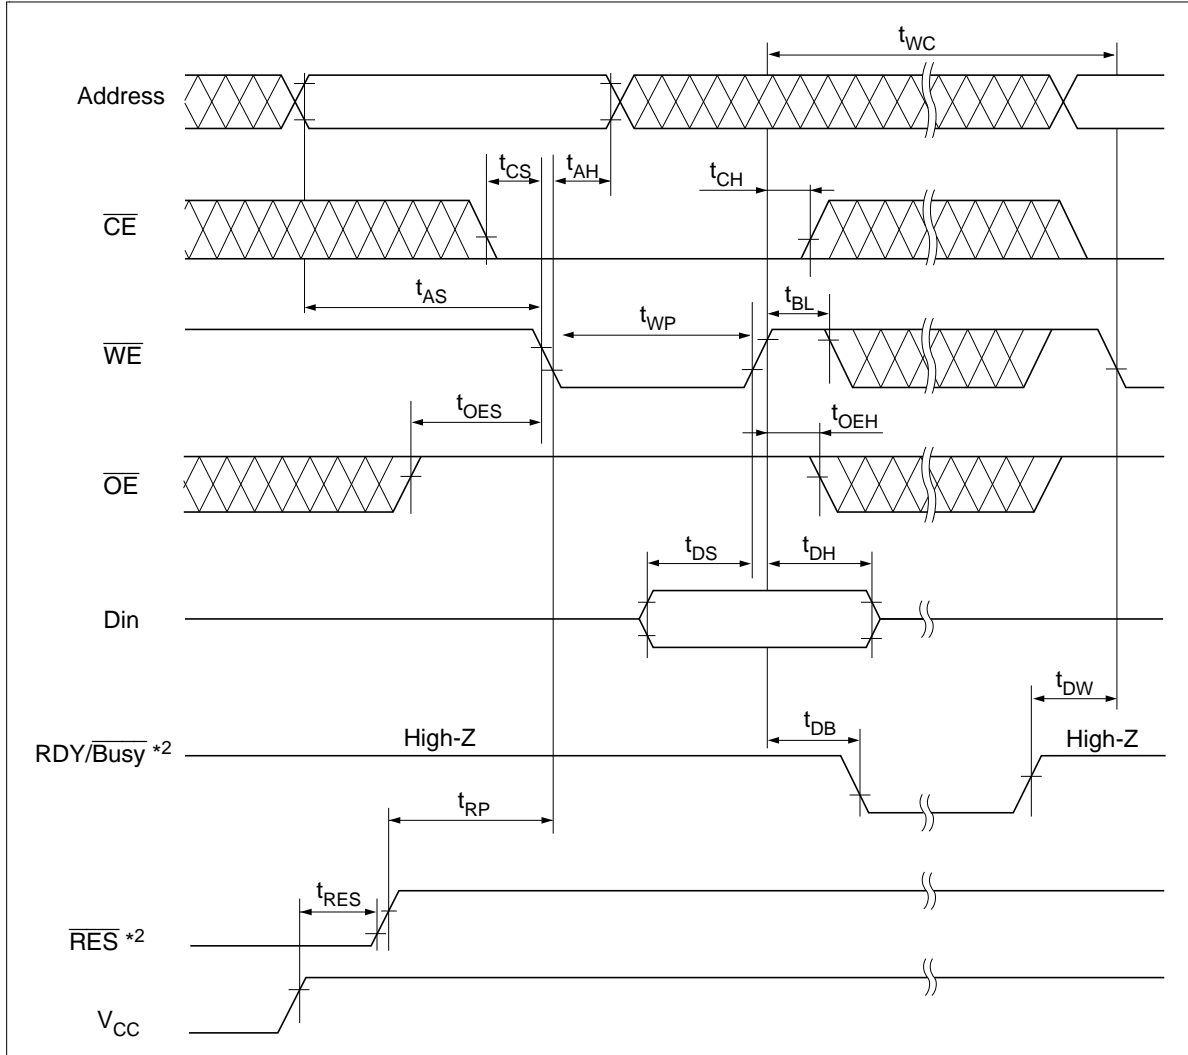 tWC
Address
tCS
tAH
tCH
CE
tAS
tBL
tWP
WE
tOES
tOEH
OE
tDS
tDH
Din
tDW
tDB
High-Z
High-Z
RDY/Busy *2
tRP
tRES
RES *2
VCC